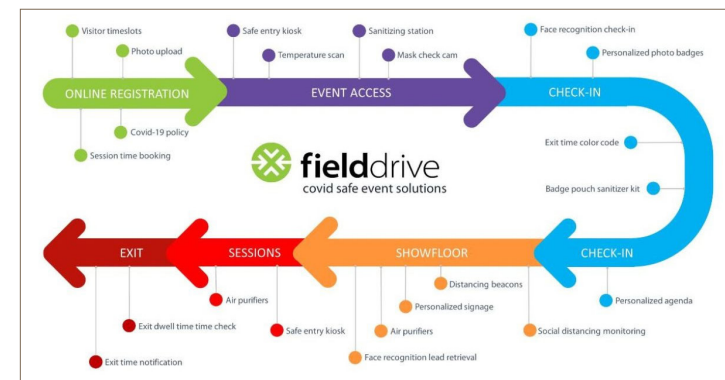 Visitor timeslots
Photo upload
ONLINE REGISTRATION
Covid-19 policy
Session time booking
Safe entry kiosk
Temperature scan
Sanitizing station
Mask check cam
EVENT ACCESS
Face recognition check-in
Personalized photo badges
CHECK-IN
Exit time color code
Badge pouch sanitizer kit
fielddrive
covid safe event solutions
CHECK-IN
Personalized agenda
SHOWFLOOR
Distancing beacons
Personalized signage
Social distancing monitoring
Air purifiers
Face recognition lead retrieval
SESSIONS
Air purifiers
Safe entry kiosk
EXIT
Exit dwell time time check
Exit time notification